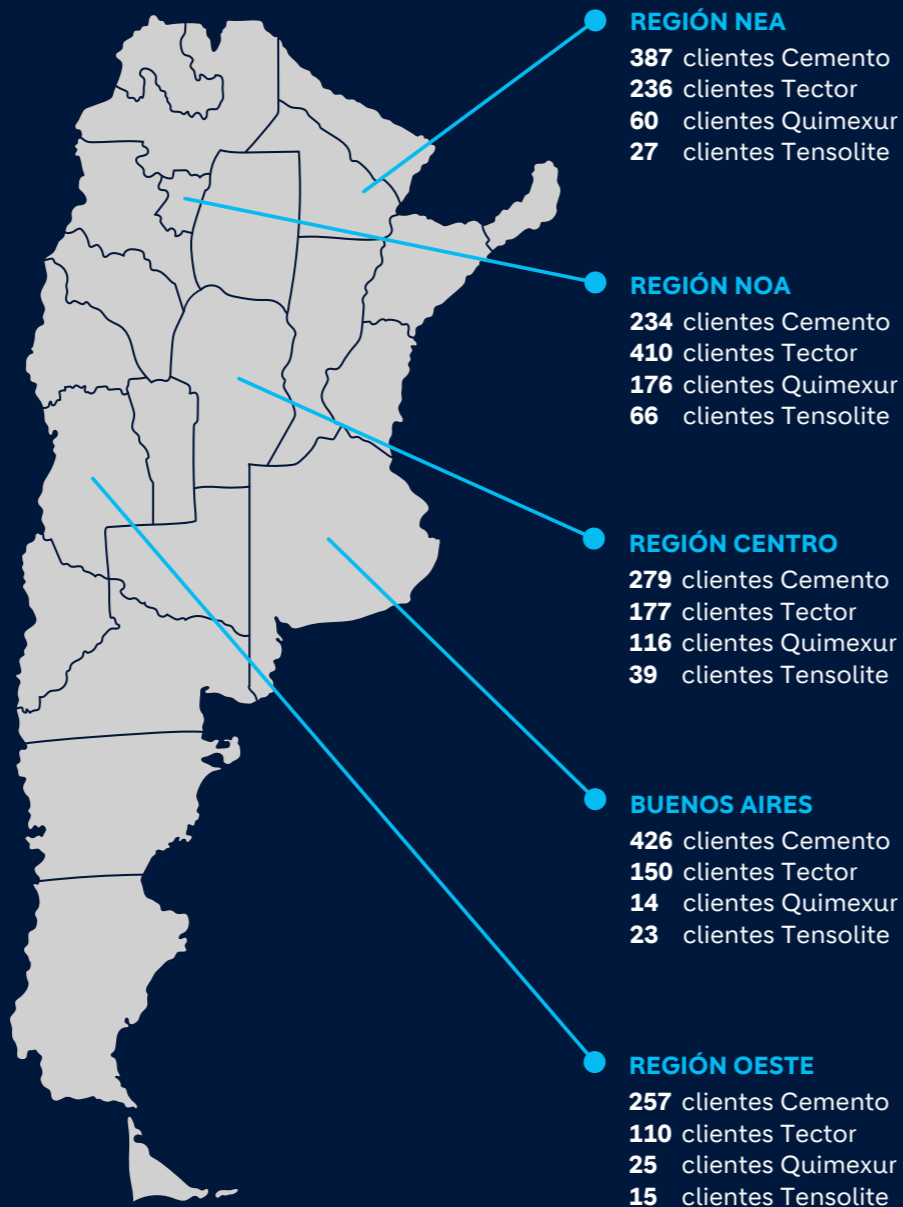 REGIÓN NEA
387 clientes Cemento
236 clientes Tector
60 clientes Quimexur
27 clientes Tensolite
REGIÓN NOA
234 clientes Cemento
410 clientes Tector
176 clientes Quimexur
66 clientes Tensolite
REGIÓN CENTRO
279 clientes Cemento
177 clientes Tector
116 clientes Quimexur
39 clientes Tensolite
BUENOS AIRES
426 clientes Cemento
150 clientes Tector
14 clientes Quimexur
23 clientes Tensolite
REGIÓN OESTE
257 clientes Cemento
110 clientes Tector
25 clientes Quimexur
15 clientes Tensolite